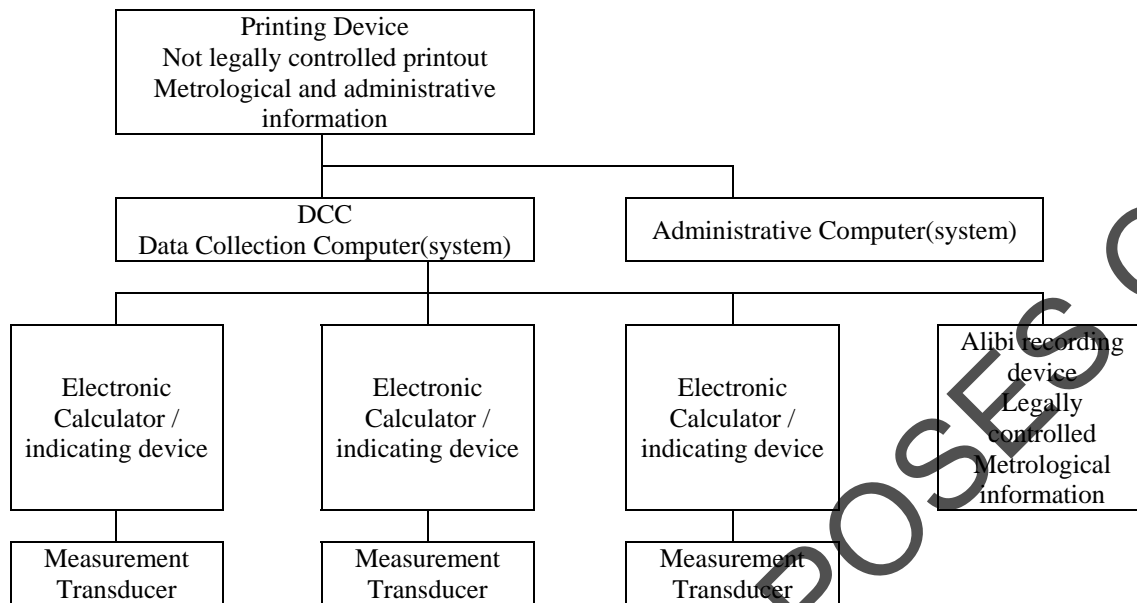 Printing Device
Not legally controlled printout
Metrological and administrative
information
DCC
Data Collection Computer(system)
Administrative Computer(system)
Electronic
Calculator /
indicating device
Electronic
Calculator /
indicating device
Electronic
Calculator /
indicating device
Alibi recording
device
Legally
controlled
Metrological
information
Measurement
Transducer
Measurement
Transducer
Measurement
Transducer
POSES